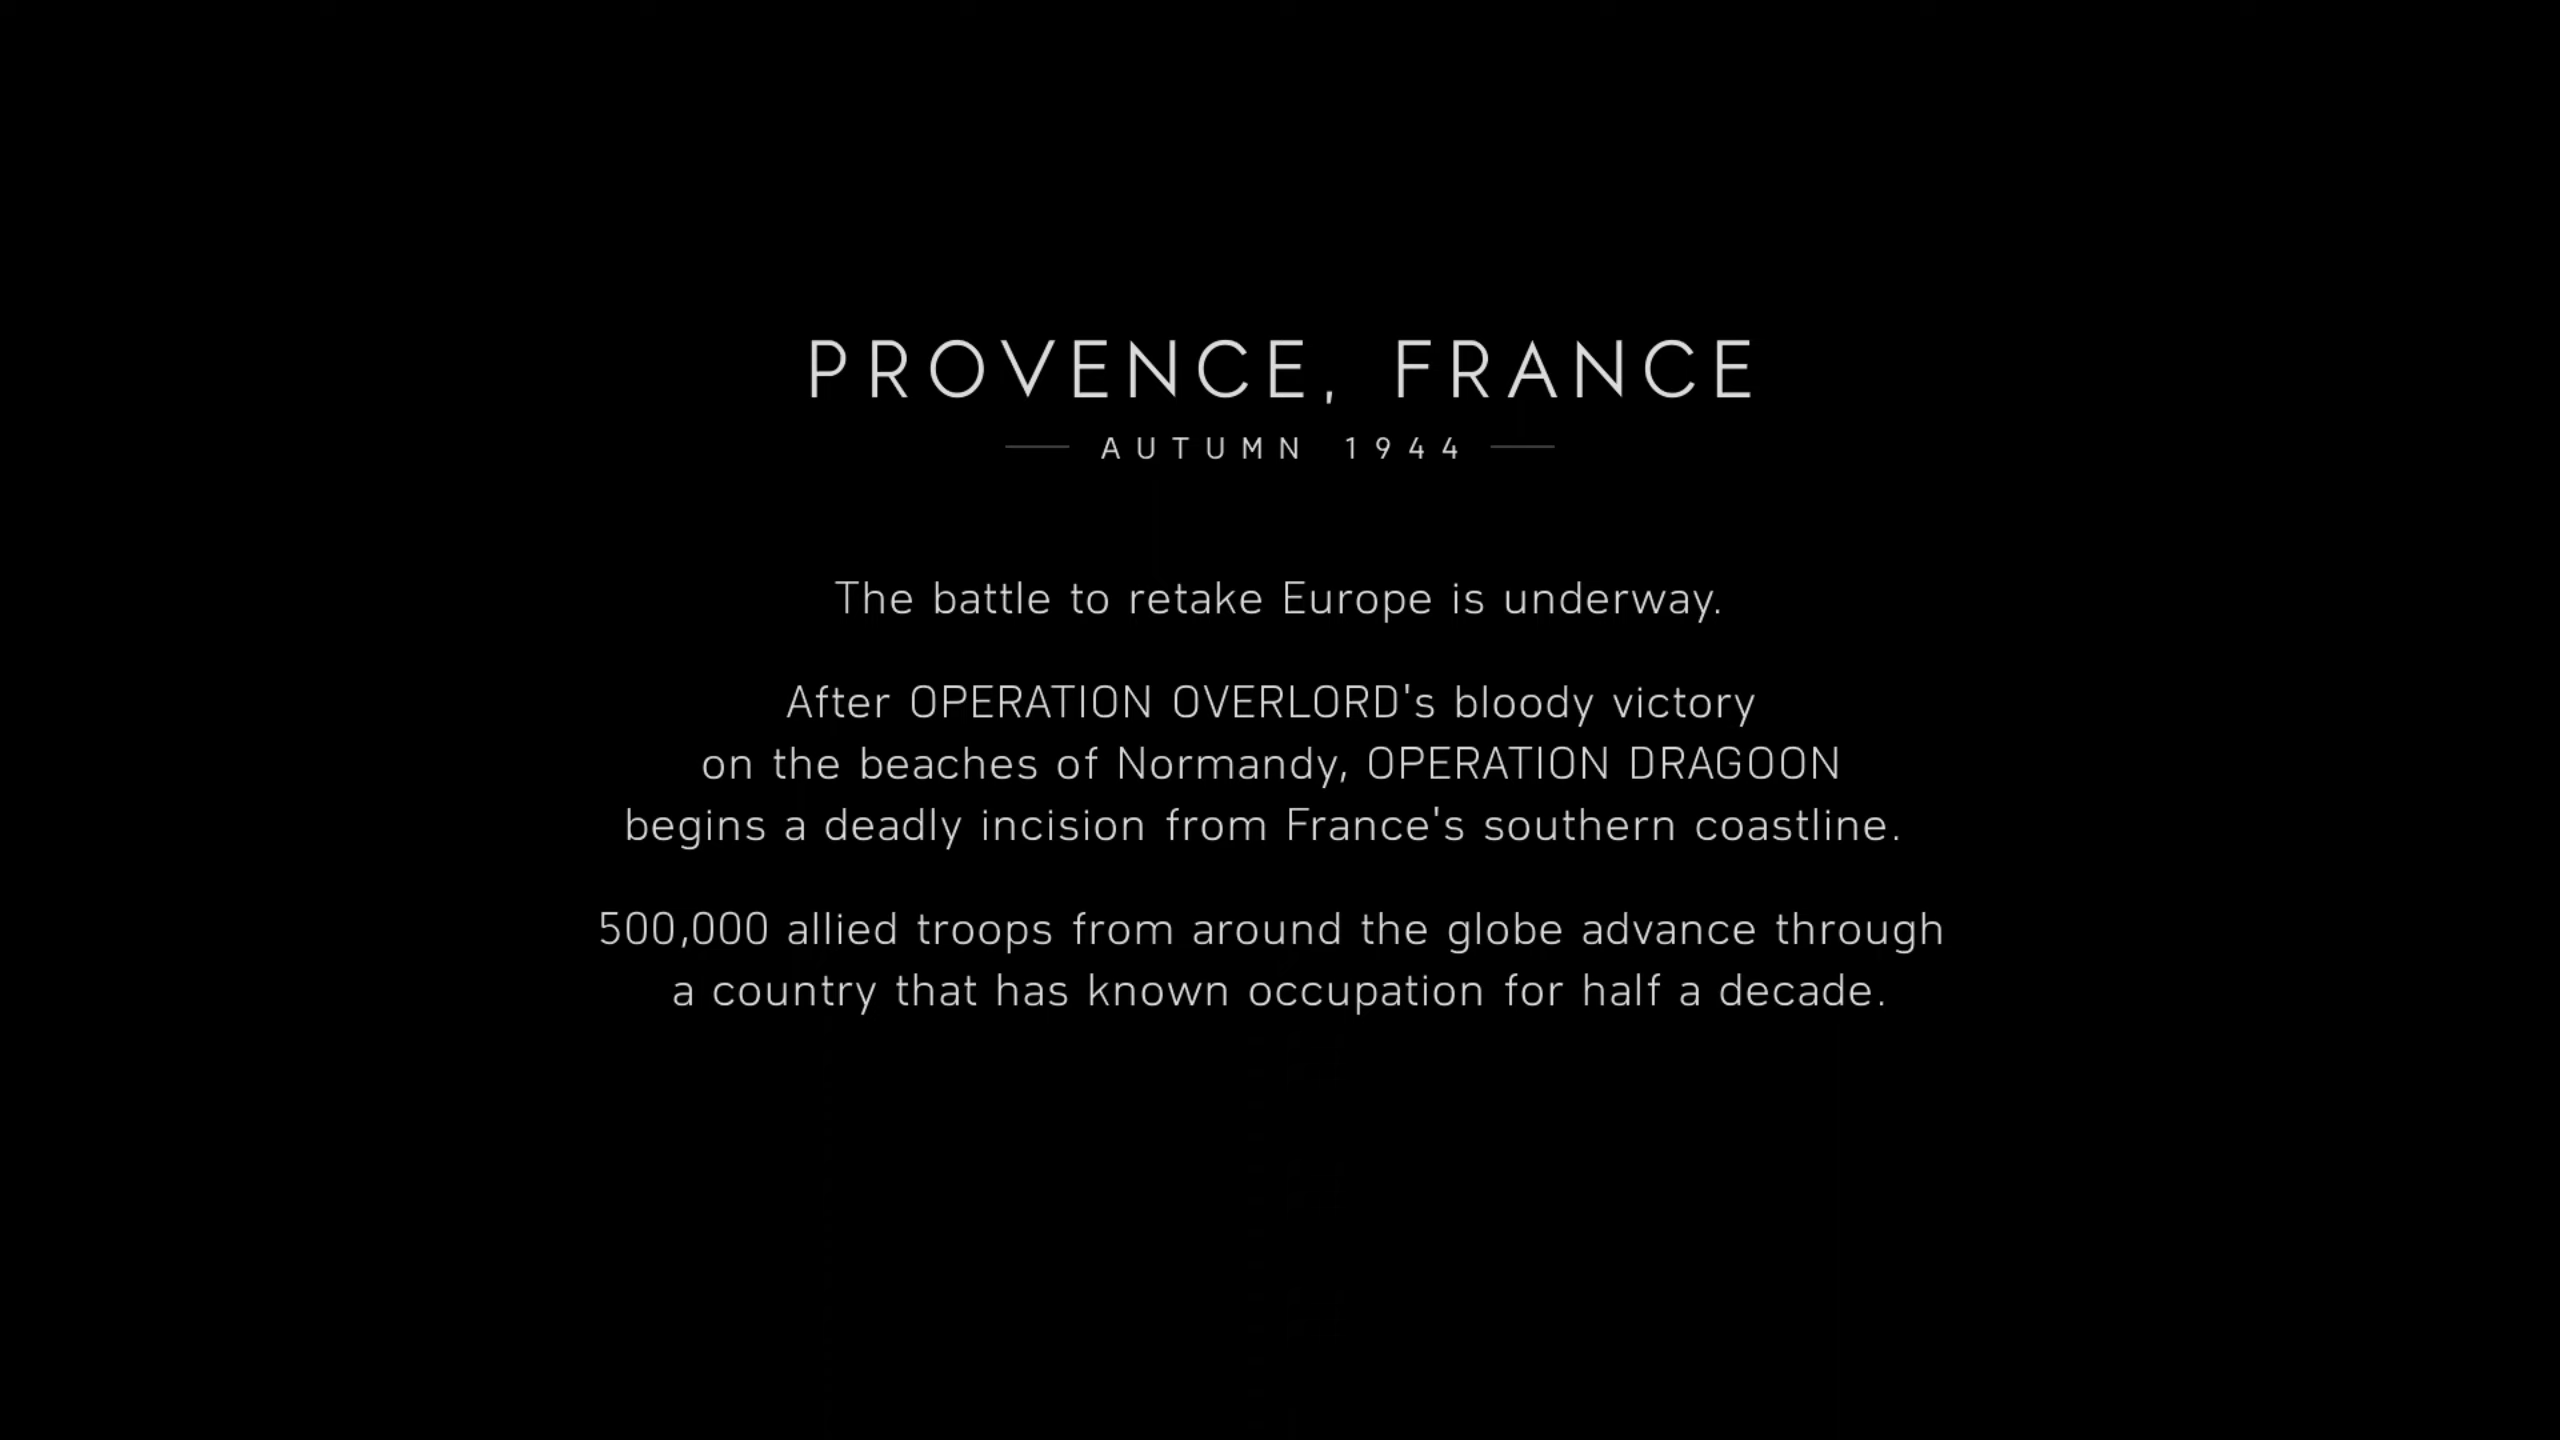 PROVENCE, FRANCE
AUTUMN 1944
The battle to retake Europe is underway.
After OPERATION OVERLORD's bloody victory
on the beaches of Normandy, OPERATION DRAGOON
begins a deadly incision from France's southern coastline.
500,000 allied troops from around the globe advance through
a country that has known occupation for half a decade.